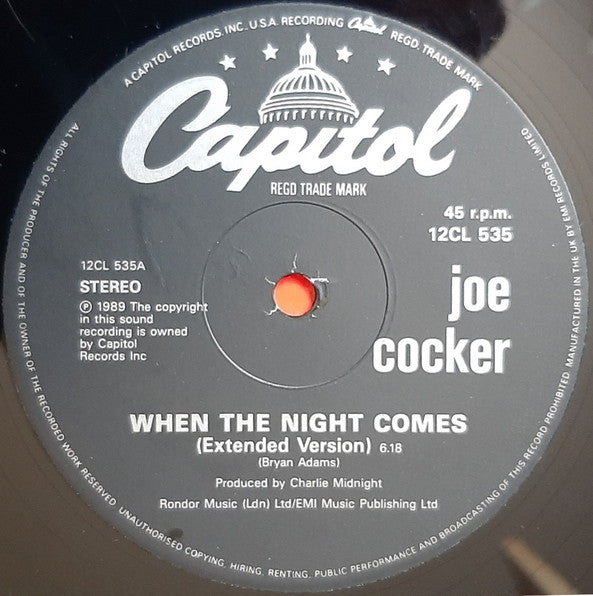 A CAPITOL RECORDS, INC. U.S.A. RECORDING Capitol REGD. TRADE MARK
Capitol
REGD TRADE MARK
45 r.p.m.
12CL 535
12CL 535A
STEREO
℗ 1989 The copyright
in this sound
recording is owned
by Capitol
Records Inc
joe
cocker
WHEN THE NIGHT COMES
(Extended Version) 6.18
(Bryan Adams)
Produced by Charlie Midnight
Rondor Music (Ldn) Ltd/EMI Music Publishing Ltd
ALL RIGHTS OF THE PRODUCER AND OF THE OWNER OF THE RECORDED WORK RESERVED. UNAUTHORISED COPYING, HIRING, RENTING, PUBLIC PERFORMANCE AND BROADCASTING OF THIS RECORD PROHIBITED. MANUFACTURED IN THE UK BY EMI RECORDS LIMITED